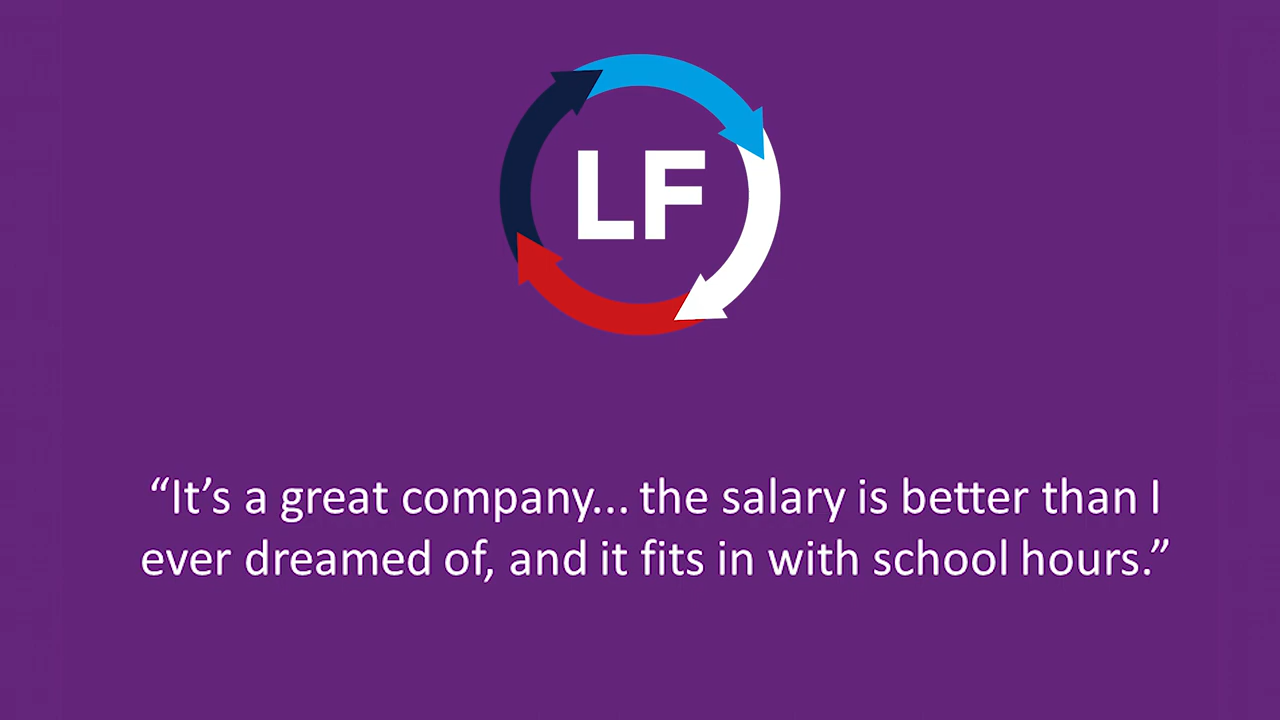 LF
“It’s a great company... the salary is better than I
ever dreamed of, and it fits in with school hours.”